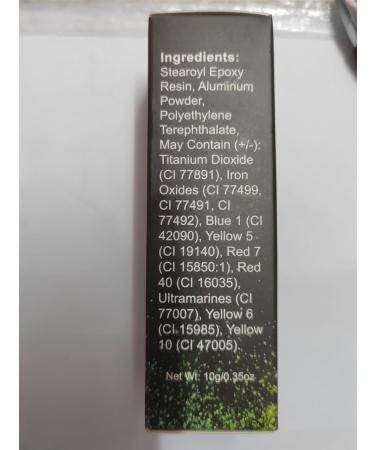 Ingredients:
Stearoyl Epoxy
Resin, Aluminum
Powder,
Polyethylene
Terephthalate,
May Contain (+/-):
Titanium Dioxide
(CI 77891), Iron
Oxides (CI 77499,
CI 77491, CI
77492), Blue 1 (CI
42090), Yellow 5
(CI 19140), Red 7
(CI 15850:1), Red
40 (CI 16035),
Ultramarines (CI
77007), Yellow 6
(CI 15985), Yellow
10 (CI 47005).
Net Wt: 10g/0.35oz